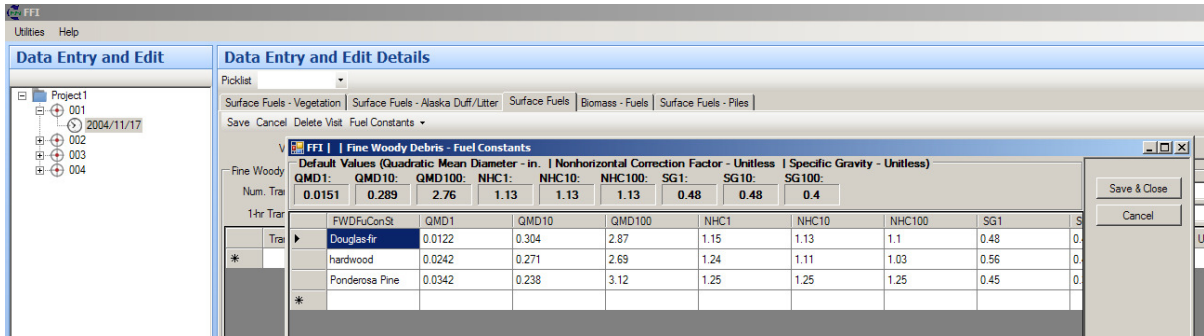 FFI
Utilities Help
Data Entry and Edit
Data Entry and Edit Details
Picklist
Project1
001
2004/11/17
002
003
004
Surface Fuels - Vegetation Surface Fuels - Alaska Duff/Litter Surface Fuels Biomass - Fuels Surface Fuels - Piles
Save Cancel Delete Visit Fuel Constants
V
Fine Woody
Num. Tra
1-hr Tran
Tra
FFI | | Fine Woody Debris - Fuel Constants
Default Values (Quadratic Mean Diameter - in. | Nonhorizontal Correction Factor - Unitless | Specific Gravity - Unitless)
QMD1: QMD10: QMD100: NHC1: NHC10: NHC100: SG1: SG10: SG100:
0.0151 0.289 2.76 1.13 1.13 1.13 0.48 0.48 0.4
Save & Close
Cancel
FWDFuConSt QMD1 QMD10 QMD100 NHC1 NHC10 NHC100 SG1 S
Douglas-fir 0.0122 0.304 2.87 1.15 1.13 1.1 0.48 0.
hardwood 0.0242 0.271 2.69 1.24 1.11 1.03 0.56 0.
Ponderosa Pine 0.0342 0.238 3.12 1.25 1.25 1.25 0.45 0.
U